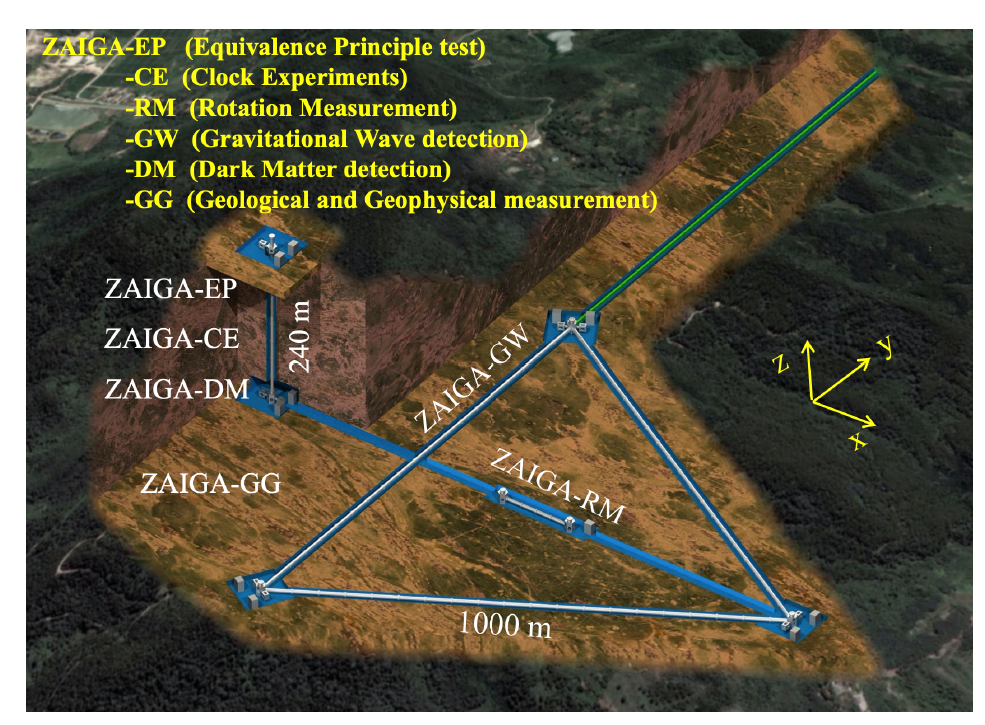 ZAIGA-EP (Equivalence Principle test)
-CE (Clock Experiments)
-RM (Rotation Measurement)
-GW (Gravitational Wave detection)
-DM (Dark Matter detection)
-GG (Geological and Geophysical measurement)
ZAIGA-EP
ZAIGA-CE
ZAIGA-DM
240 m
ZAIGA-GW
ZAIGA-GG
ZAIGA-RM
1000 m
z
y
x